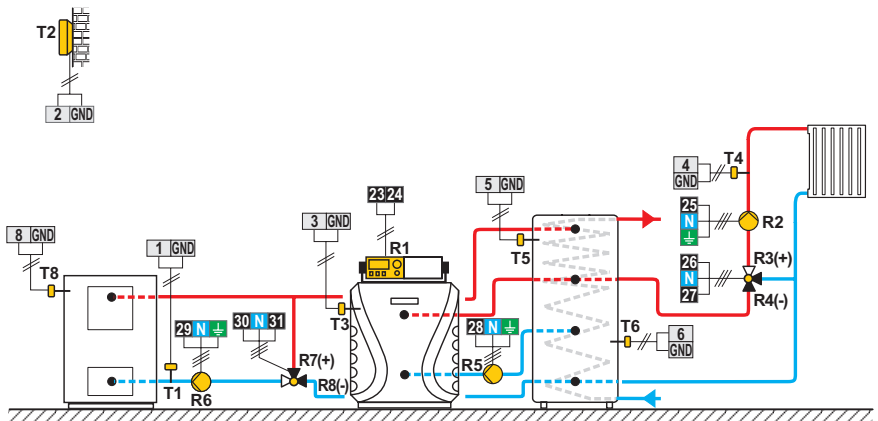 T2
2 GND
8 GND
T8
1 GND
T1
29 N
R6
30 N 31
R7(+)
R8(-)
3 GND
T3
23 24
R1
5 GND
T5
28 N
R5
T6
6
GND
4
GND
T4
25
N
R2
26
N
27
R3(+)
R4(-)